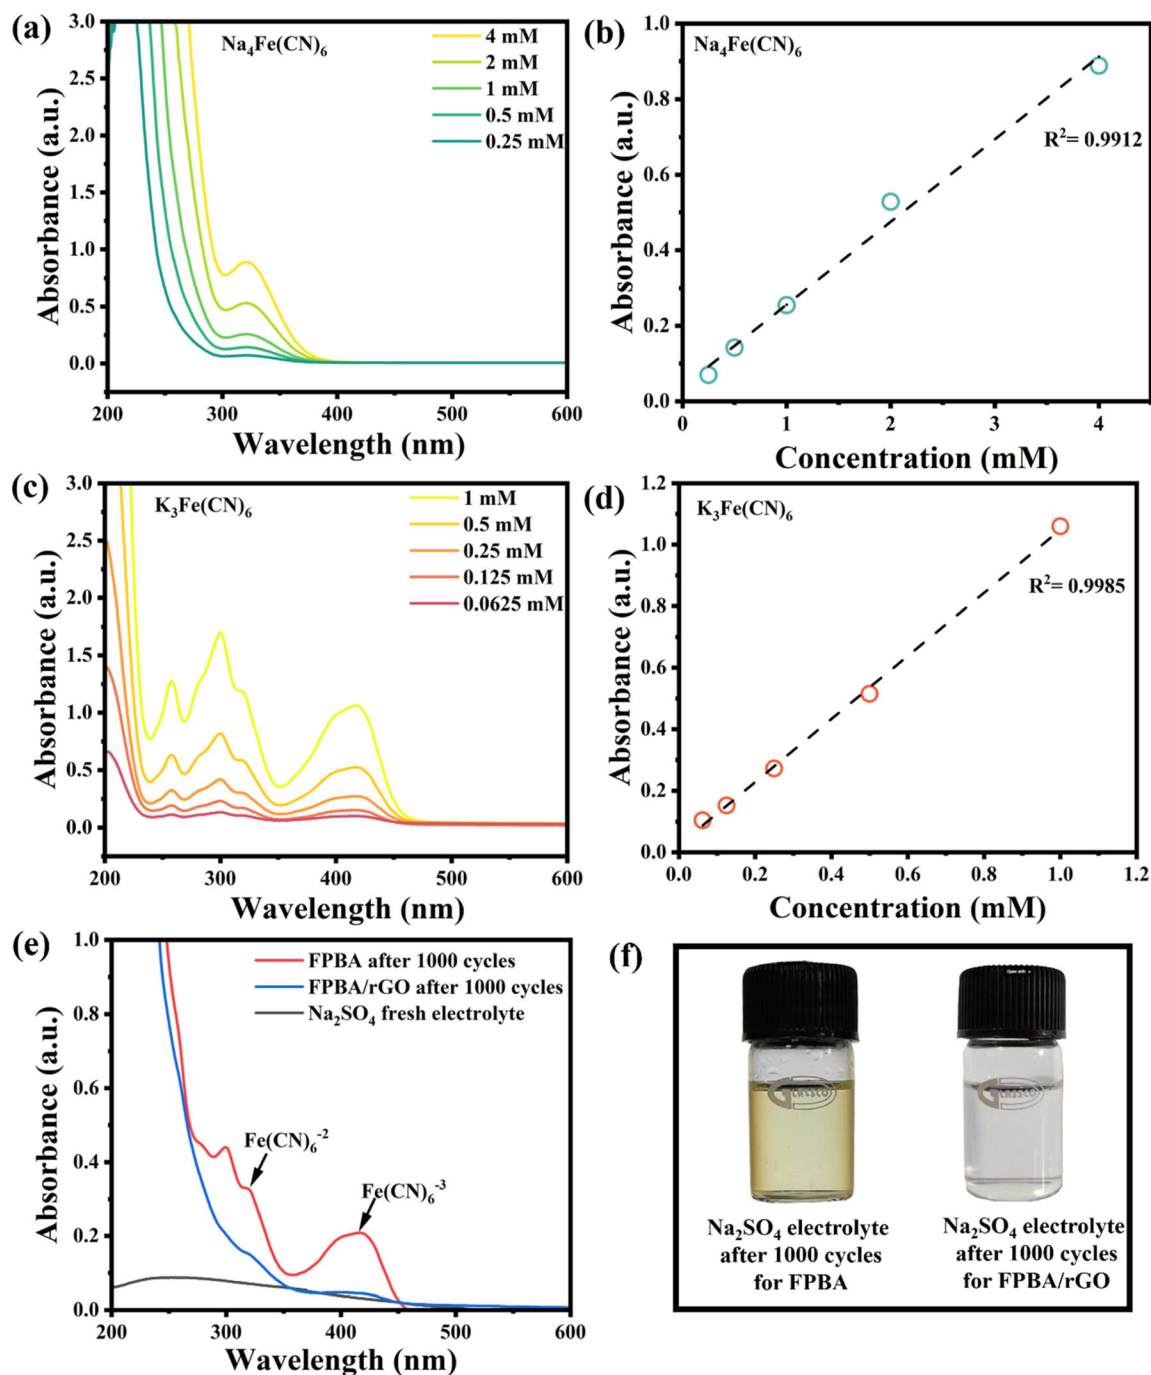 (a)
Na₄Fe(CN)₆
4 mM
2 mM
1 mM
0.5 mM
0.25 mM
3.0
2.5
2.0
1.5
1.0
0.5
0.0
Absorbance (a.u.)
200 300 400 500 600
Wavelength (nm)
(b)
Na₄Fe(CN)₆
R²= 0.9912
1.0
0.8
0.6
0.4
0.2
0.0
Absorbance (a.u.)
0 1 2 3 4
Concentration (mM)
(c)
K₃Fe(CN)₆
1 mM
0.5 mM
0.25 mM
0.125 mM
0.0625 mM
3.0
2.5
2.0
1.5
1.0
0.5
0.0
Absorbance (a.u.)
200 300 400 500 600
Wavelength (nm)
(d)
K₃Fe(CN)₆
R²= 0.9985
1.2
1.0
0.8
0.6
0.4
0.2
0.0
Absorbance (a.u.)
0.0 0.2 0.4 0.6 0.8 1.0 1.2
Concentration (mM)
(e)
FPBA after 1000 cycles
FPBA/rGO after 1000 cycles
Na₂SO₄ fresh electrolyte
Fe(CN)₆⁻²
Fe(CN)₆⁻³
1.0
0.8
0.6
0.4
0.2
0.0
Absorbance (a.u.)
200 300 400 500 600
Wavelength (nm)
(f)
Na₂SO₄ electrolyte
after 1000 cycles
for FPBA
Na₂SO₄ electrolyte
after 1000 cycles
for FPBA/rGO